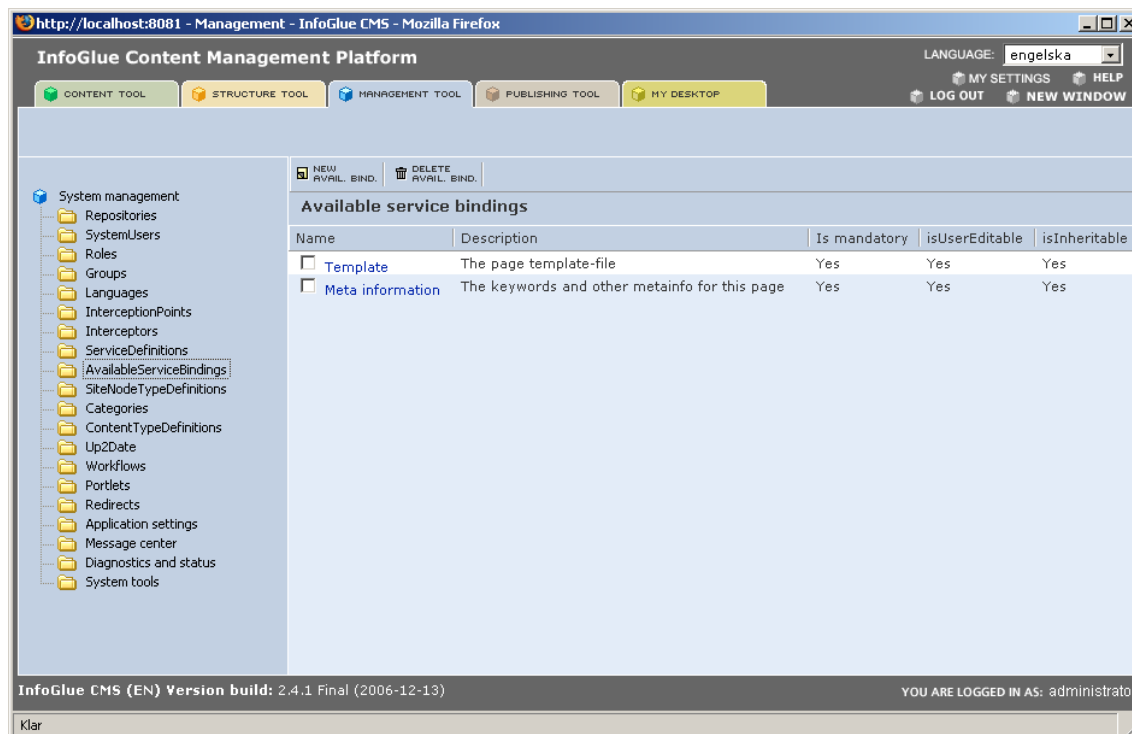 http://localhost:8081 - Management - InfoGlue CMS - Mozilla Firefox
InfoGlue Content Management Platform
LANGUAGE: engelska
MY SETTINGS HELP
LOG OUT NEW WINDOW
CONTENT TOOL STRUCTURE TOOL MANAGEMENT TOOL PUBLISHING TOOL MY DESKTOP
NEW AVAIL. BIND. DELETE AVAIL. BIND.
System management
Repositories
SystemUsers
Roles
Groups
Languages
InterceptionPoints
Interceptors
ServiceDefinitions
AvailableServiceBindings
SiteNodeTypeDefinitions
Categories
ContentTypeDefinitions
Up2Date
Workflows
Portlets
Redirects
Application settings
Message center
Diagnostics and status
System tools
Available service bindings
Name Description Is mandatory isUserEditable isInheritable
Template The page template-file Yes Yes Yes
Meta information The keywords and other metainfo for this page Yes Yes Yes
InfoGlue CMS (EN) Version build: 2.4.1 Final (2006-12-13)
YOU ARE LOGGED IN AS: administrato
Klar